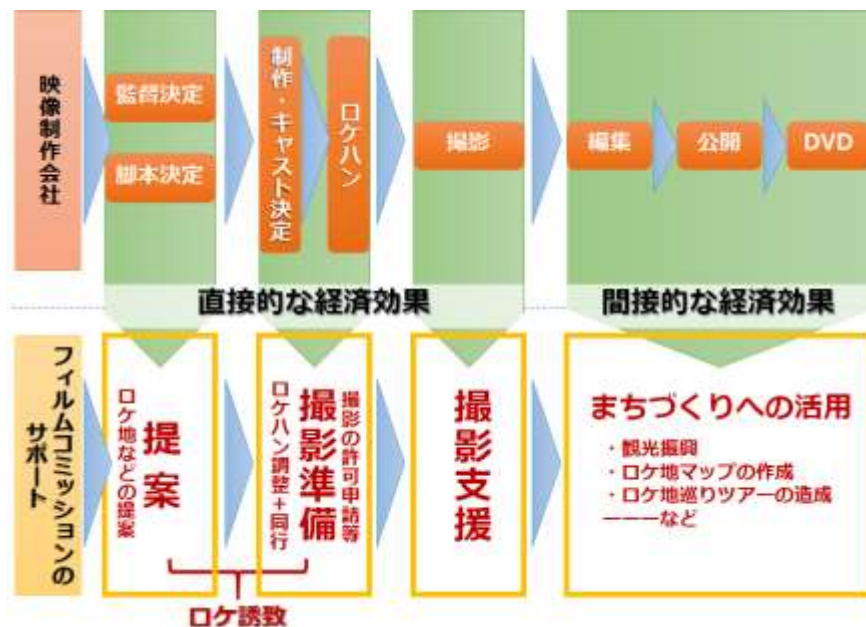 映像制作会社
監督決定
脚本決定
制作・キャスト決定
ロケハン
撮影
編集
公開
DVD
直接的な経済効果
間接的な経済効果
フィルムコミッションの
サポート
提案
ロケ地などの提案
撮影の許可申請等
撮影準備
ロケハン調整+同行
撮影支援
まちづくりへの活用
・観光振興
・ロケ地マップの作成
・ロケ地巡りツアーの造成
―――など
ロケ誘致